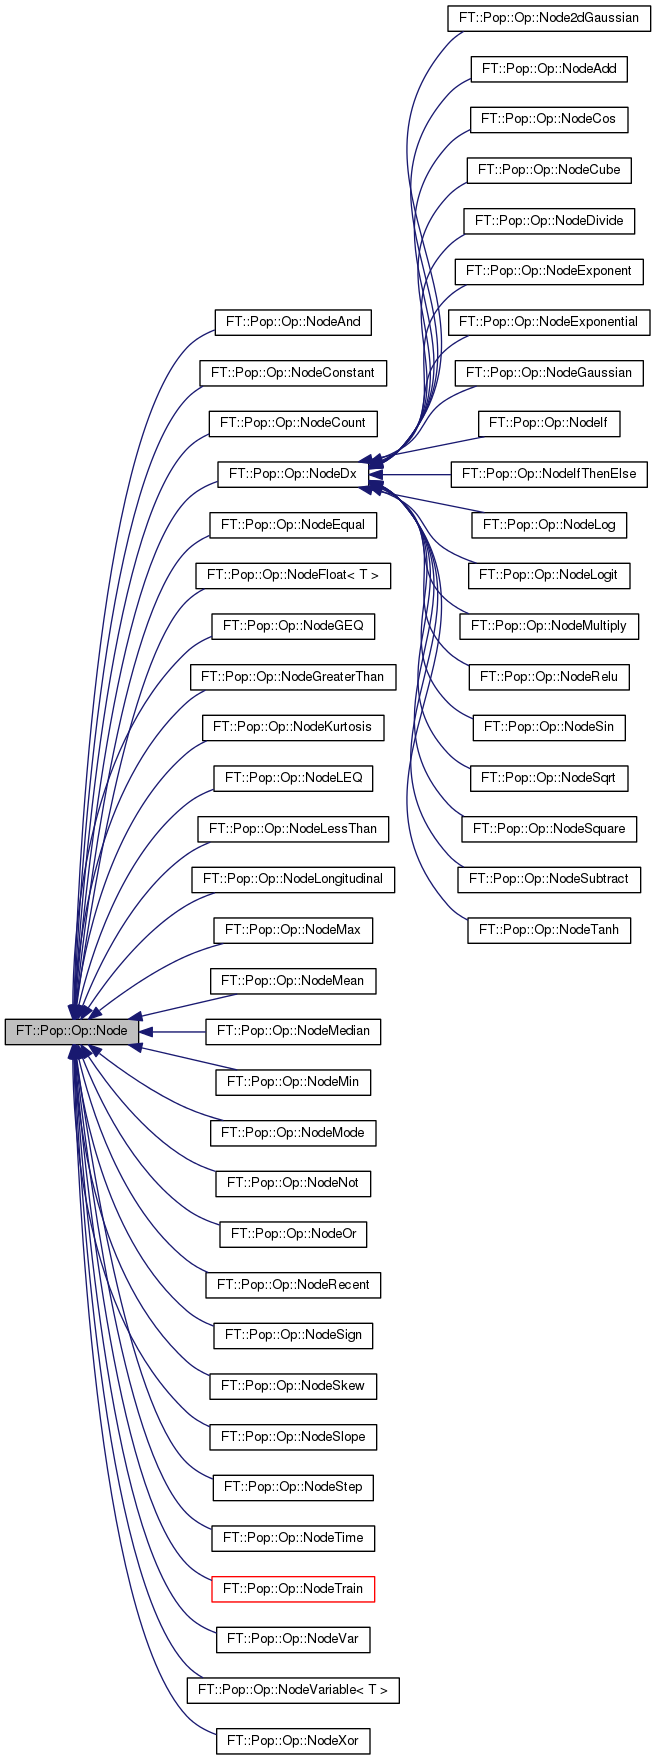 FT::Pop::Op::Node2dGaussian
FT::Pop::Op::NodeAdd
FT::Pop::Op::NodeCos
FT::Pop::Op::NodeCube
FT::Pop::Op::NodeDivide
FT::Pop::Op::NodeExponent
FT::Pop::Op::NodeAnd
FT::Pop::Op::NodeExponential
FT::Pop::Op::NodeConstant
FT::Pop::Op::NodeGaussian
FT::Pop::Op::NodeCount
FT::Pop::Op::NodeIf
FT::Pop::Op::NodeDx
FT::Pop::Op::NodeIfThenElse
FT::Pop::Op::NodeEqual
FT::Pop::Op::NodeLog
FT::Pop::Op::NodeFloat< T >
FT::Pop::Op::NodeLogit
FT::Pop::Op::NodeGEQ
FT::Pop::Op::NodeMultiply
FT::Pop::Op::NodeGreaterThan
FT::Pop::Op::NodeRelu
FT::Pop::Op::NodeKurtosis
FT::Pop::Op::NodeSin
FT::Pop::Op::NodeLEQ
FT::Pop::Op::NodeSqrt
FT::Pop::Op::NodeLessThan
FT::Pop::Op::NodeSquare
FT::Pop::Op::NodeLongitudinal
FT::Pop::Op::NodeSubtract
FT::Pop::Op::NodeMax
FT::Pop::Op::NodeTanh
FT::Pop::Op::NodeMean
FT::Pop::Op::Node
FT::Pop::Op::NodeMedian
FT::Pop::Op::NodeMin
FT::Pop::Op::NodeMode
FT::Pop::Op::NodeNot
FT::Pop::Op::NodeOr
FT::Pop::Op::NodeRecent
FT::Pop::Op::NodeSign
FT::Pop::Op::NodeSkew
FT::Pop::Op::NodeSlope
FT::Pop::Op::NodeStep
FT::Pop::Op::NodeTime
FT::Pop::Op::NodeTrain
FT::Pop::Op::NodeVar
FT::Pop::Op::NodeVariable< T >
FT::Pop::Op::NodeXor